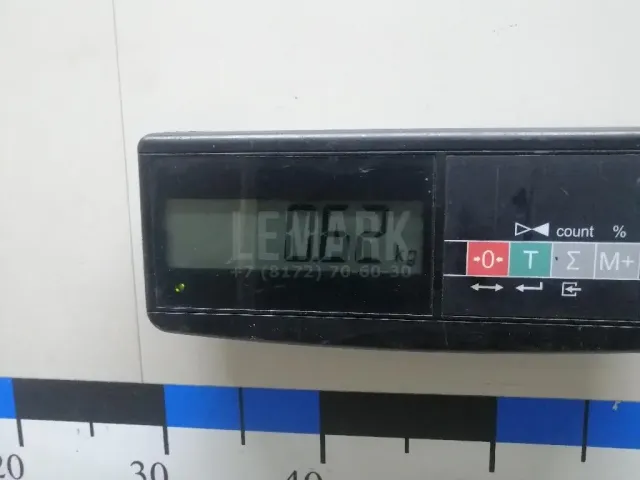 count %
0.62 kg
LEMARK
+7 (8172) 70-60-30
→0← T Σ M+
20 30 40